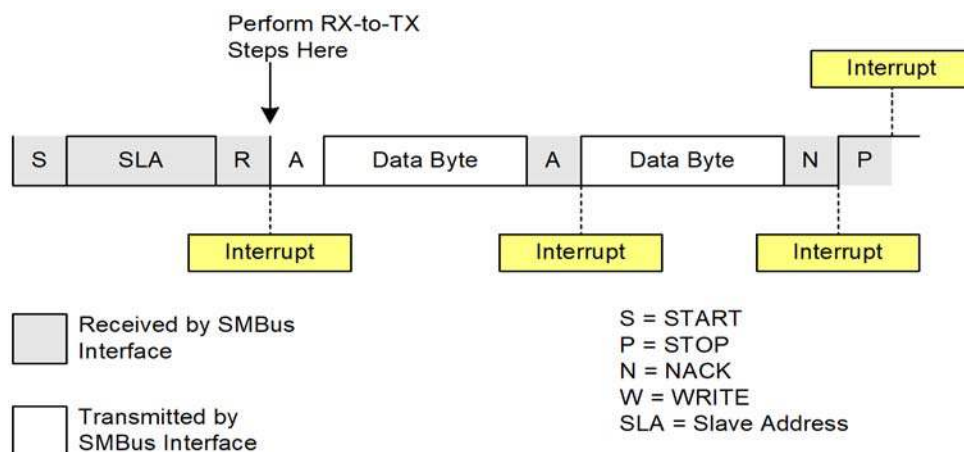 Perform RX-to-TX
Steps Here
Interrupt
S SLA R A Data Byte A Data Byte N P
Interrupt Interrupt Interrupt
Received by SMBus
Interface
Transmitted by
SMBus Interface
S = START
P = STOP
N = NACK
W = WRITE
SLA = Slave Address